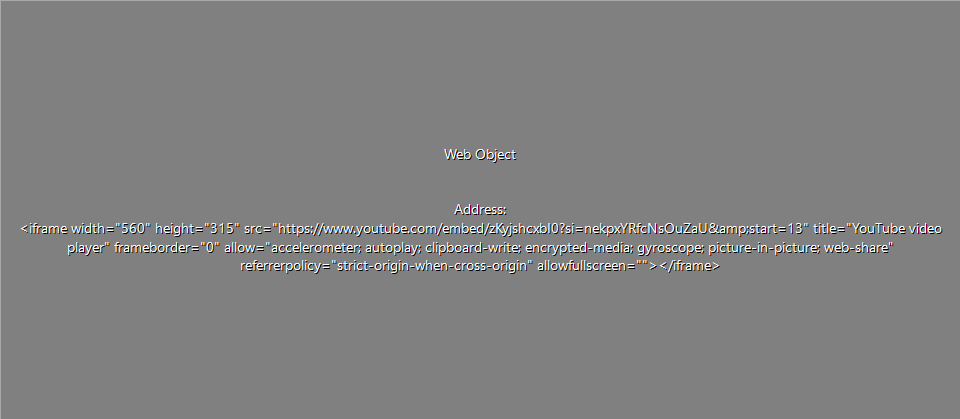 Web Object
Address:
<iframe width="560" height="315" src="https://www.youtube.com/embed/zKyjshcxbI0?si=nekpxYRfcNsOuZaU&amp;start=13" title="YouTube video
player" frameborder="0" allow="accelerometer; autoplay; clipboard-write; encrypted-media; gyroscope; picture-in-picture; web-share"
referrerpolicy="strict-origin-when-cross-origin" allowfullscreen=""></iframe>